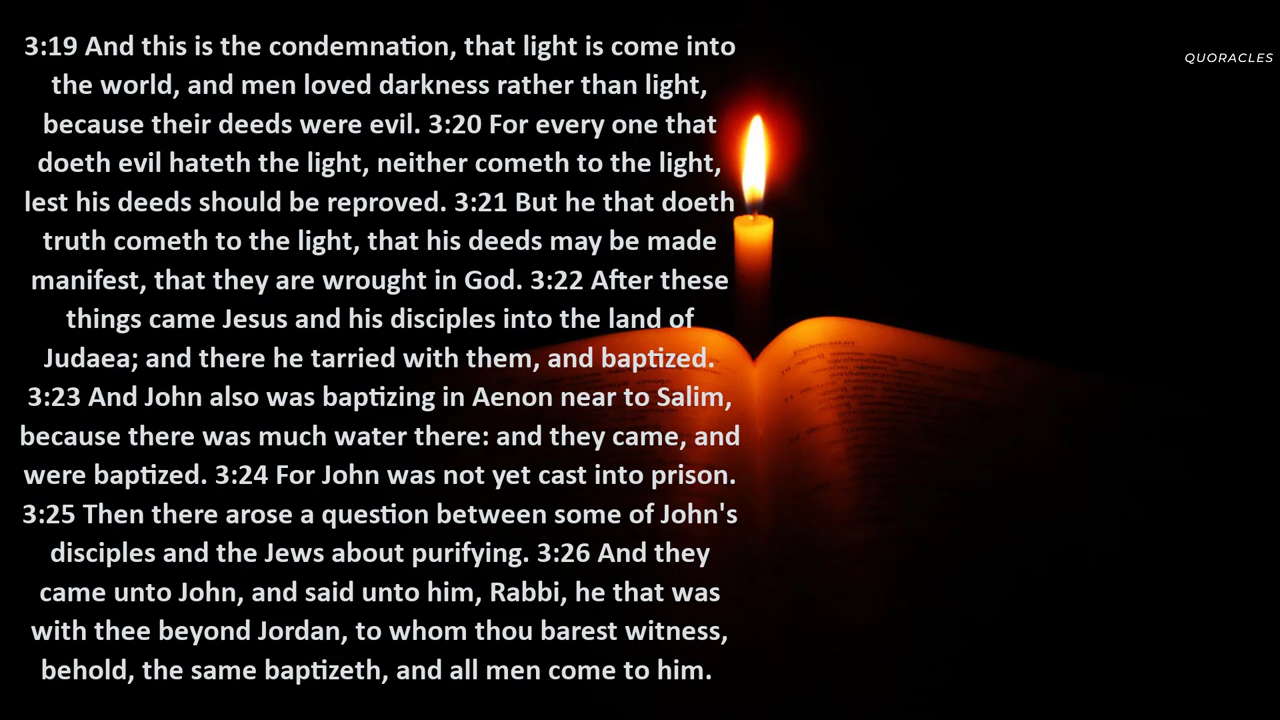 3:19 And this is the condemnation, that light is come into
the world, and men loved darkness rather than light,
because their deeds were evil. 3:20 For every one that
doeth evil hateth the light, neither cometh to the light,
lest his deeds should be reproved. 3:21 But he that doeth
truth cometh to the light, that his deeds may be made
manifest, that they are wrought in God. 3:22 After these
things came Jesus and his disciples into the land of
Judaea; and there he tarried with them, and baptized.
3:23 And John also was baptizing in Aenon near to Salim,
because there was much water there: and they came, and
were baptized. 3:24 For John was not yet cast into prison.
3:25 Then there arose a question between some of John's
disciples and the Jews about purifying. 3:26 And they
came unto John, and said unto him, Rabbi, he that was
with thee beyond Jordan, to whom thou barest witness,
behold, the same baptizeth, and all men come to him.
QUORACLES